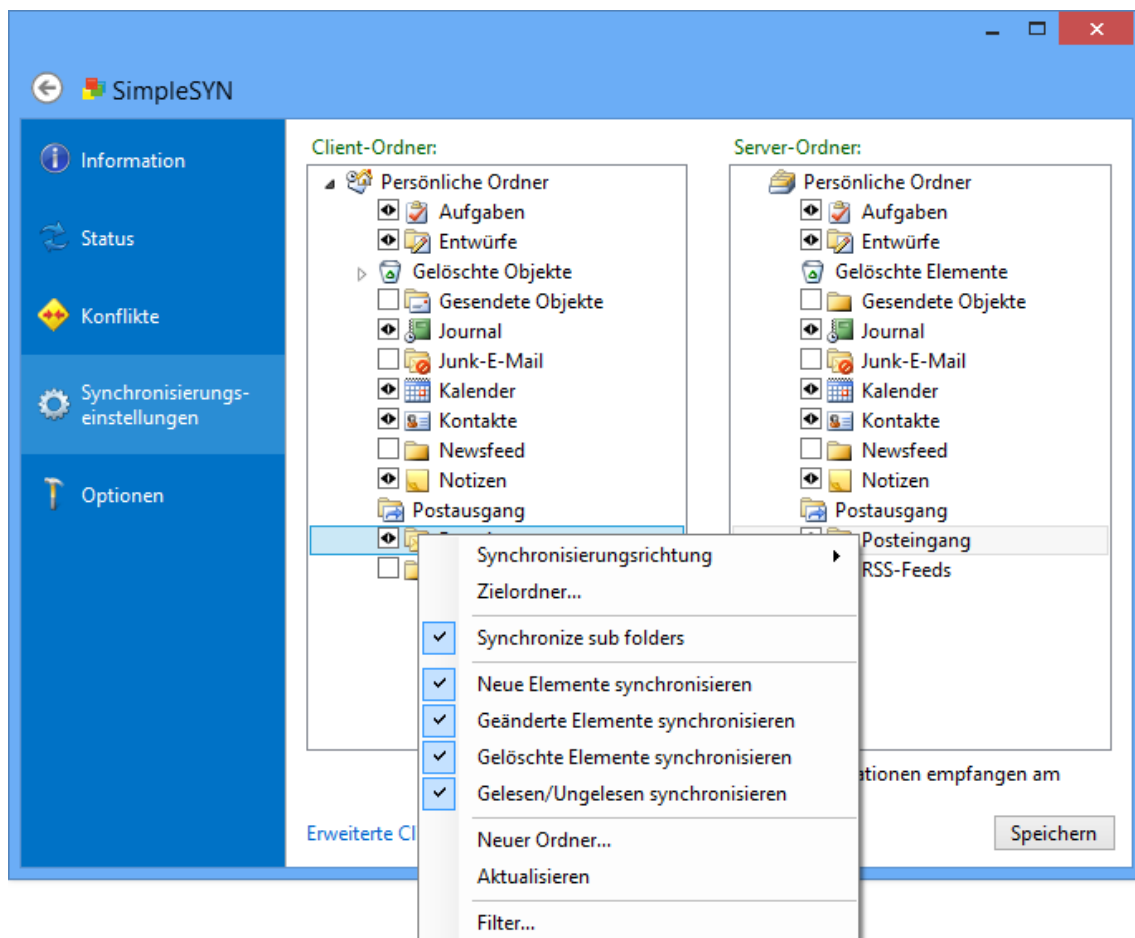 SimpleSYN
Information
Status
Konflikte
Synchronisierungs-
einstellungen
Optionen
Client-Ordner:
Persönliche Ordner
Aufgaben
Entwürfe
Gelöschte Objekte
Gesendete Objekte
Journal
Junk-E-Mail
Kalender
Kontakte
Newsfeed
Notizen
Postausgang
Server-Ordner:
Persönliche Ordner
Aufgaben
Entwürfe
Gelöschte Elemente
Gesendete Objekte
Journal
Junk-E-Mail
Kalender
Kontakte
Newsfeed
Notizen
Postausgang
Posteingang
RSS-Feeds
Synchronisierungsrichtung
Zielordner...
Synchronize sub folders
Neue Elemente synchronisieren
Geänderte Elemente synchronisieren
Gelöschte Elemente synchronisieren
Gelesen/Ungelesen synchronisieren
Neuer Ordner...
Aktualisieren
Filter...
ationen empfangen am
Erweiterte Cl
Speichern